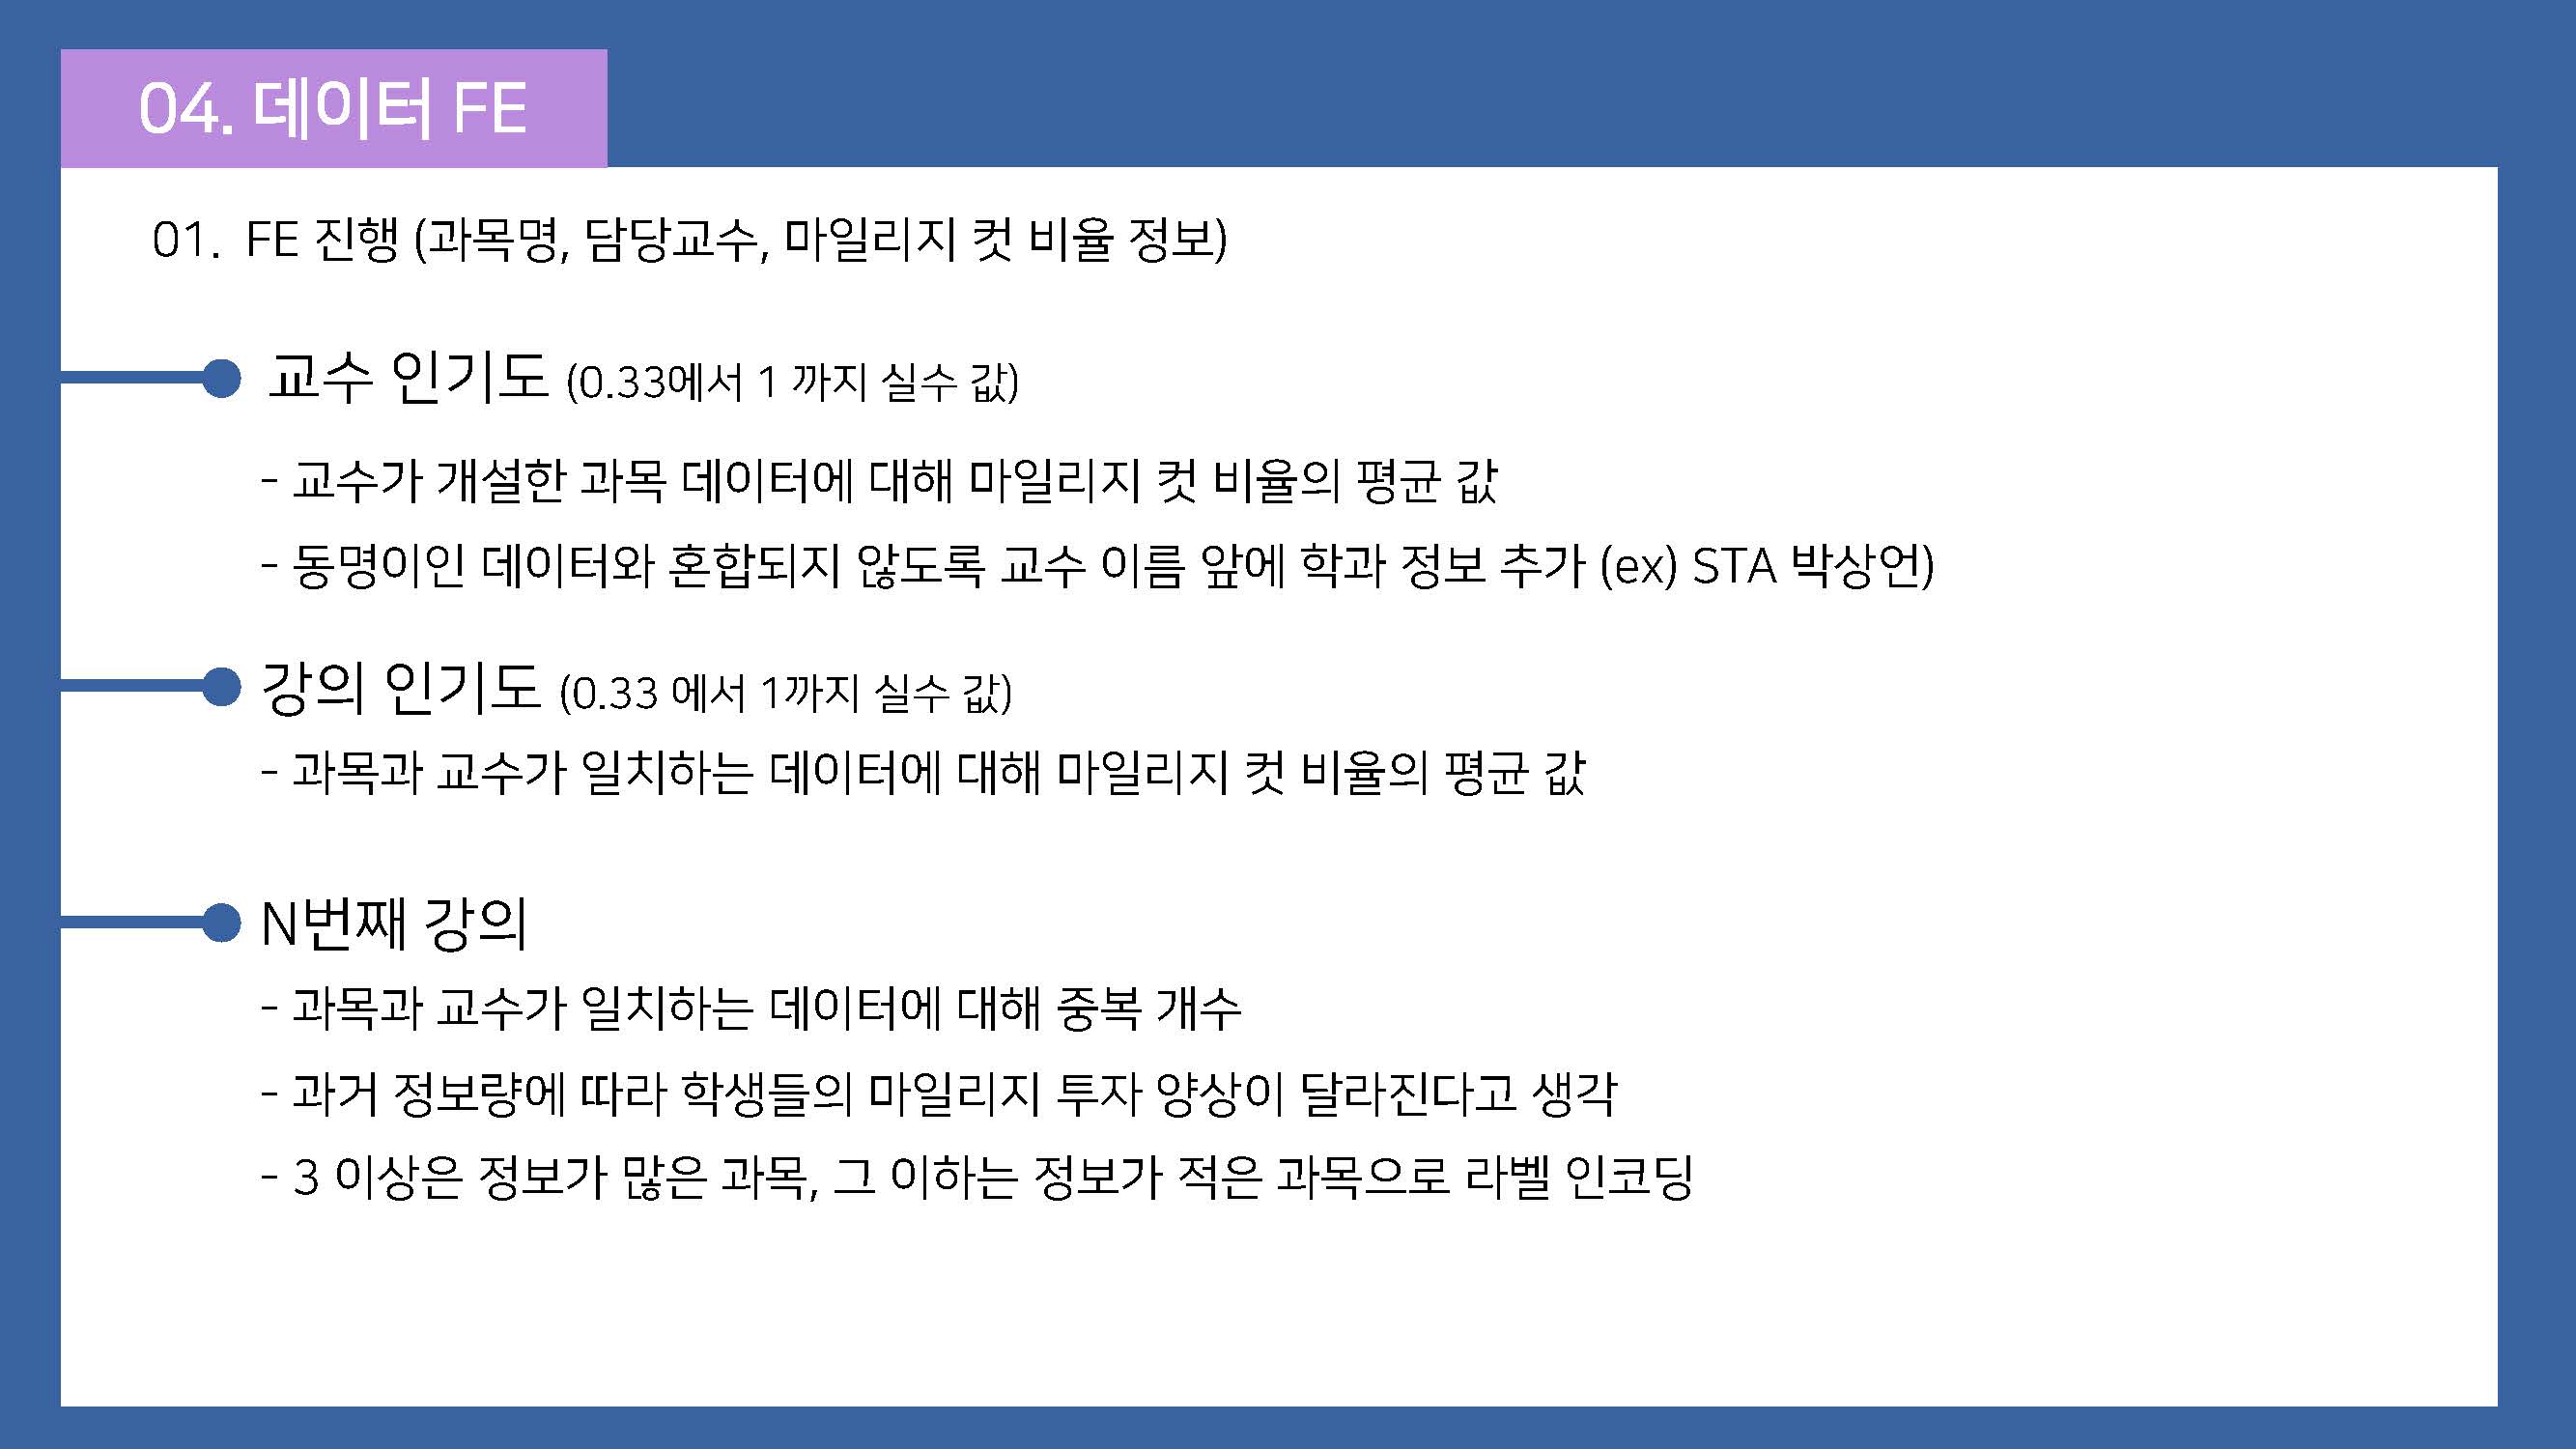 04. 데이터 FE
01. FE 진행 (과목명, 담당교수, 마일리지 컷 비율 정보)
교수 인기도 (0.33에서 1 까지 실수 값)
- 교수가 개설한 과목 데이터에 대해 마일리지 컷 비율의 평균 값
- 동명이인 데이터와 혼합되지 않도록 교수 이름 앞에 학과 정보 추가 (ex) STA 박상언)
강의 인기도 (0.33 에서 1까지 실수 값)
- 과목과 교수가 일치하는 데이터에 대해 마일리지 컷 비율의 평균 값
N번째 강의
- 과목과 교수가 일치하는 데이터에 대해 중복 개수
- 과거 정보량에 따라 학생들의 마일리지 투자 양상이 달라진다고 생각
- 3 이상은 정보가 많은 과목, 그 이하는 정보가 적은 과목으로 라벨 인코딩